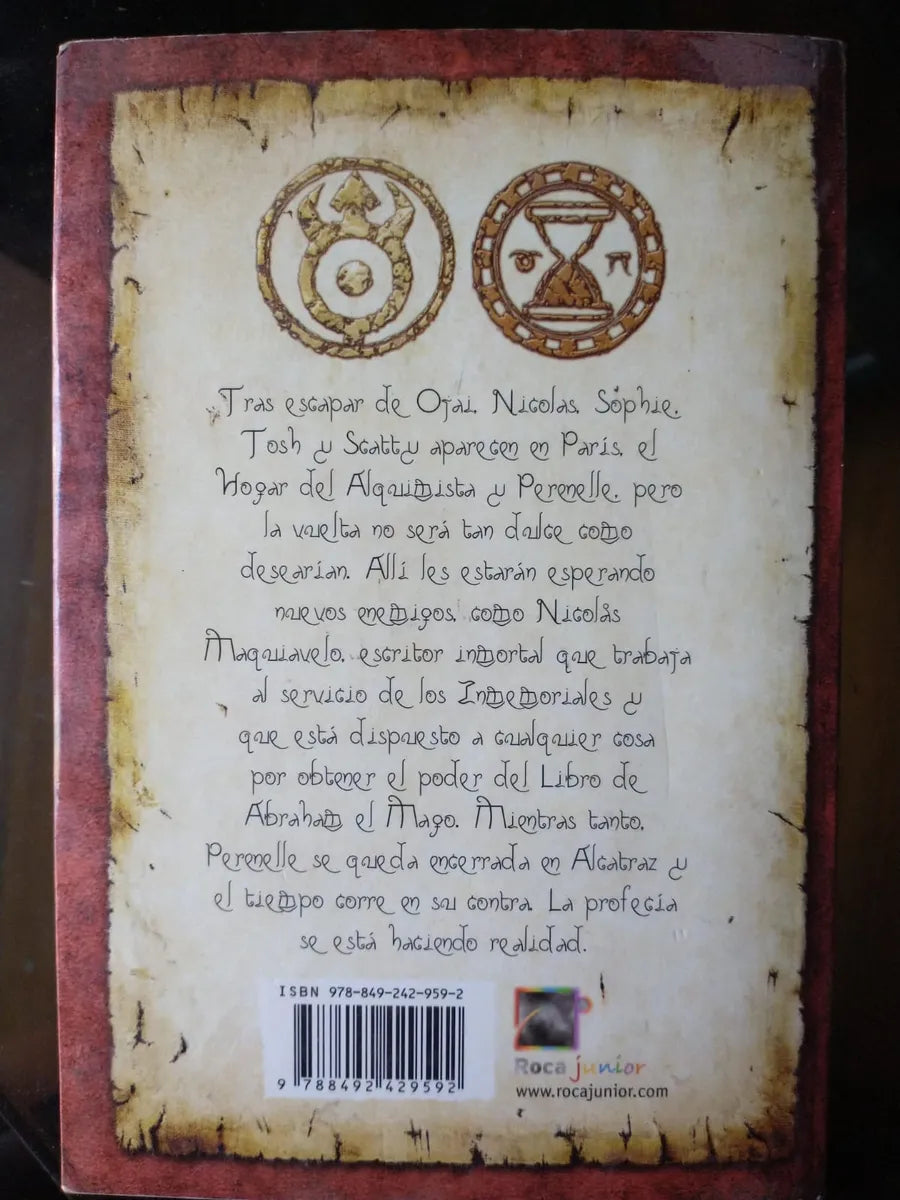 Tras escapar de Ojai, Nicolas, Sophie,
Josh y Scatty aparecen en París, el
Hogar del Alquimista y Perenelle, pero
la vuelta no será tan dulce como
desearían. Allí les estarán esperando
nuevos enemigos, como Nicolás
Maquiavelo, escritor inmortal que trabaja
al servicio de los Inmemoriales y
que está dispuesto a cualquier cosa
por obtener el poder del Libro de
Abraham el Mago. Mientras tanto,
Perenelle se queda encerrada en Alcatraz y
el tiempo corre en su contra. La profecía
se está haciendo realidad.
ISBN 978-849-242-959-2
9 788492 429592
Roca junior
www.rocajunior.com